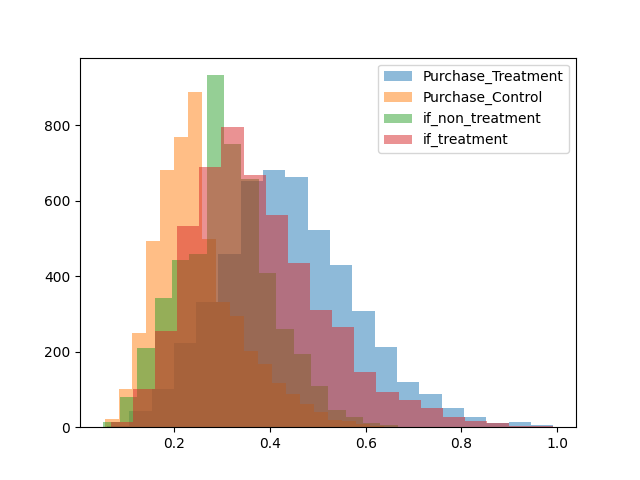 Purchase_Treatment
Purchase_Control
if_non_treatment
if_treatment
800
600
400
200
0
0.2 0.4 0.6 0.8 1.0